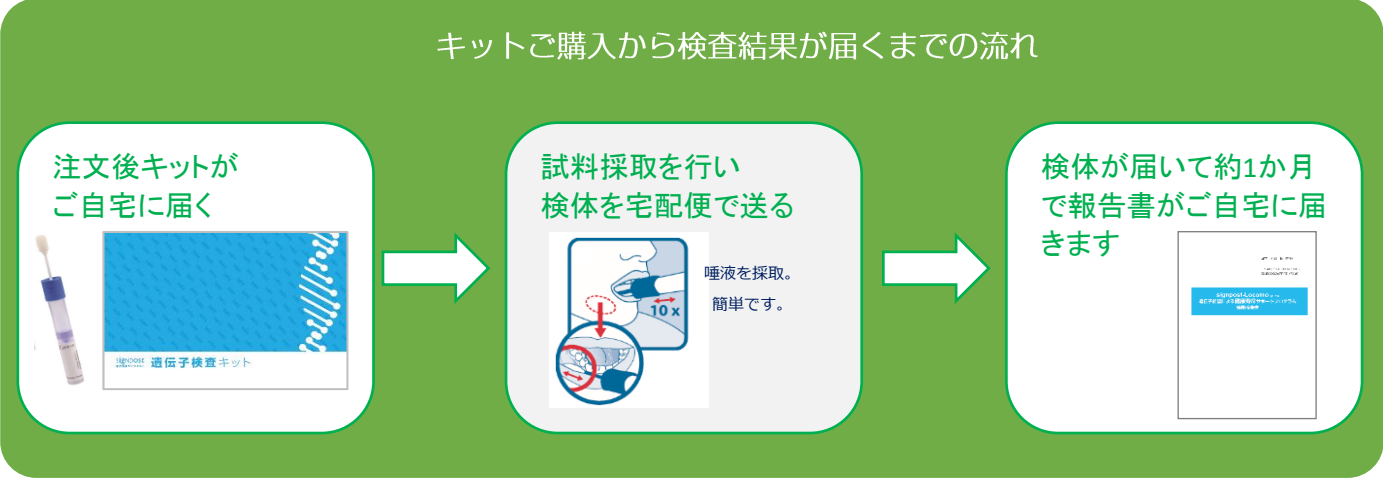 キットご購入から検査結果が届くまでの流れ
注文後キットが
ご自宅に届く
signpost 遺伝子検査キット
試料採取を行い
検体を宅配便で送る
唾液を採取。
簡単です。
10 x
検体が届いて約1か月
で報告書がご自宅に届
きます
signpost-Locomo